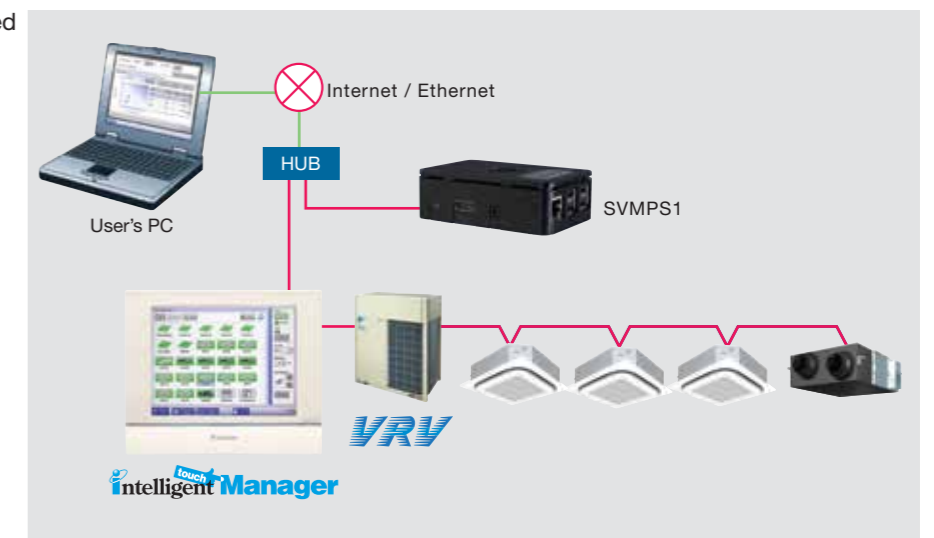 ed
Internet / Ethernet
HUB
SVMPS1
User's PC
VRV
intelligent touch Manager